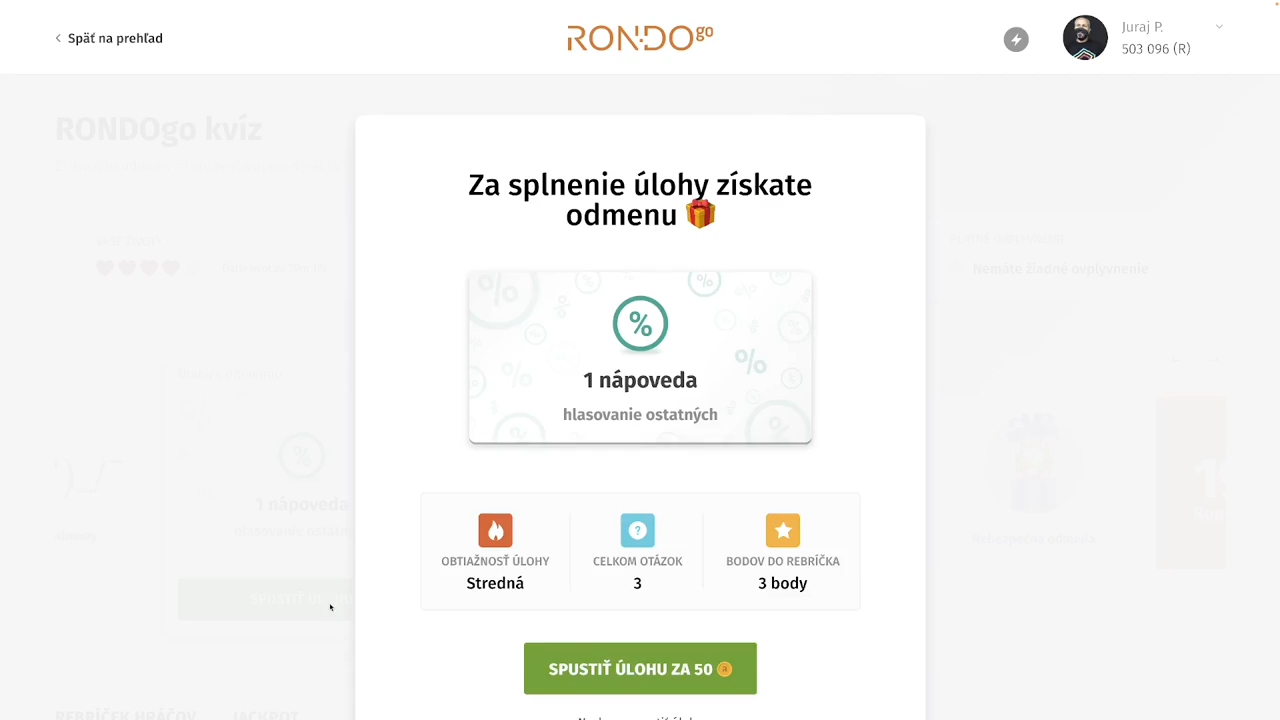 Späť na prehľad
RONDOgo
Juraj P.
503 096 (R)
RONDOgo kvíz
Za splnenie úlohy získate
odmenu
Nemáte žiadne ovplyvnenie
1 nápoveda
hlasovanie ostatných
1 nápoveda
OBTIAŽNOSŤ ÚLOHY
Stredná
CELKOM OTÁZOK
3
BODOV DO REBRÍČKA
3 body
SPUSTIŤ ÚLOHU ZA 50
REBRÍČEK HRÁČOV
JACKPOT